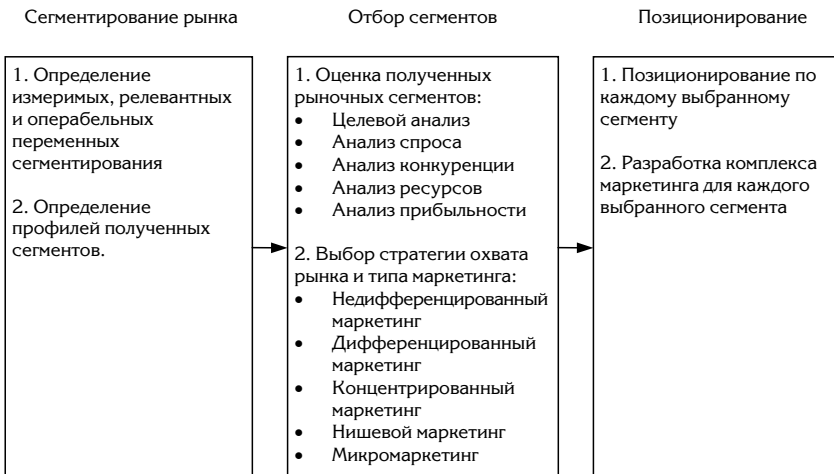 Сегментирование рынка
Отбор сегментов
Позиционирование
1. Определение
измеримых, релевантных
и операбельных
переменных
сегментирования
2. Определение
профилей полученных
сегментов.
1. Оценка полученных
рыночных сегментов:
• Целевой анализ
• Анализ спроса
• Анализ конкуренции
• Анализ ресурсов
• Анализ прибыльности
2. Выбор стратегии охвата
рынка и типа маркетинга:
• Недифференцированный
маркетинг
• Дифференцированный
маркетинг
• Концентрированный
маркетинг
• Нишевой маркетинг
• Микромаркетинг
1. Позиционирование по
каждому выбранному
сегменту
2. Разработка комплекса
маркетинга для каждого
выбранного сегмента